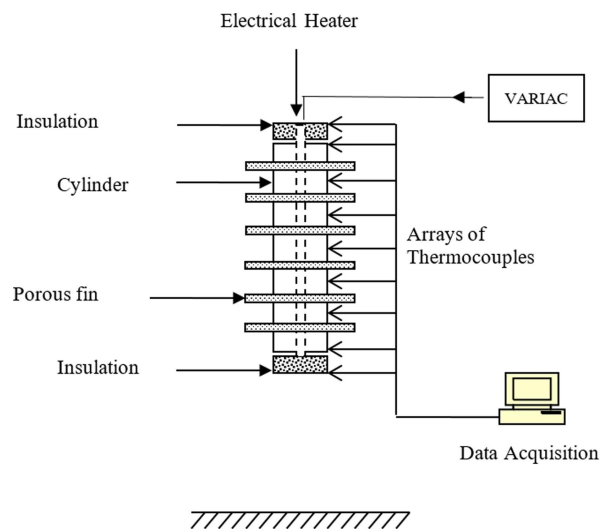 Electrical Heater
VARIAC
Insulation
Cylinder
Arrays of
Thermocouples
Porous fin
Insulation
Data Acquisition